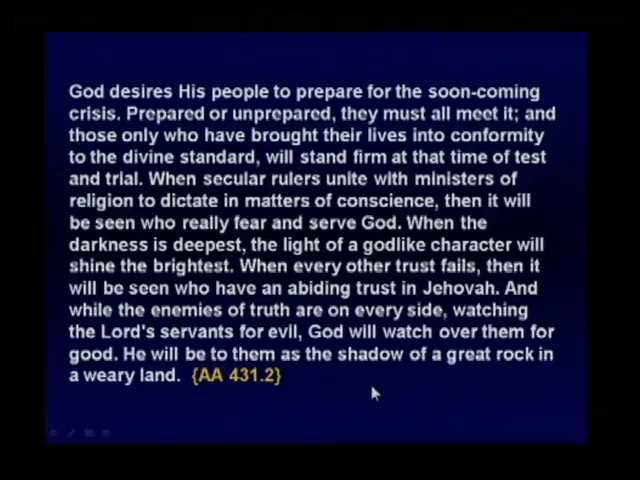 God desires His people to prepare for the soon-coming
crisis. Prepared or unprepared, they must all meet it; and
those only who have brought their lives into conformity
to the divine standard, will stand firm at that time of test
and trial. When secular rulers unite with ministers of
religion to dictate in matters of conscience, then it will
be seen who really fear and serve God. When the
darkness is deepest, the light of a godlike character will
shine the brightest. When every other trust fails, then it
will be seen who have an abiding trust in Jehovah. And
while the enemies of truth are on every side, watching
the Lord's servants for evil, God will watch over them for
good. He will be to them as the shadow of a great rock in
a weary land. {AA 431.2}